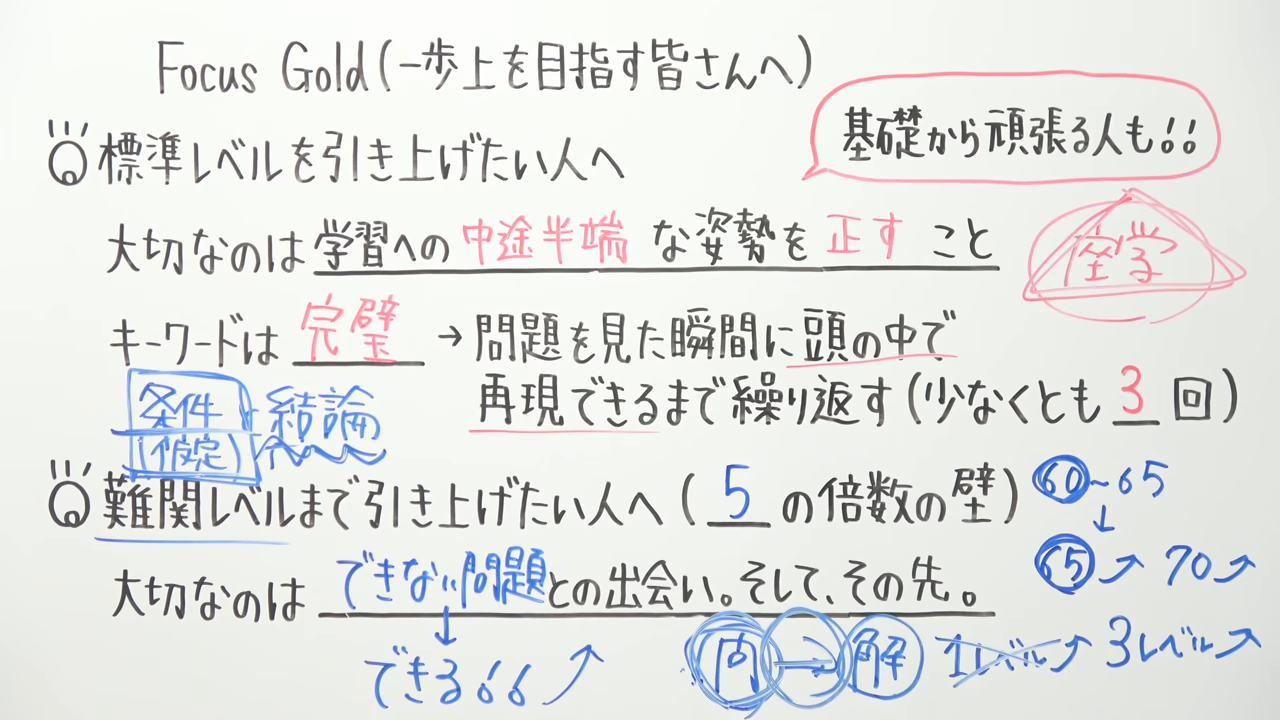 Focus Gold(一歩上を目指す皆さんへ)
基礎から頑張る人も!!
標準レベルを引き上げたい人へ
大切なのは学習への中途半端な姿勢を正すこと
座学
キーワードは 完璧 → 問題を見た瞬間に頭の中で
再現できるまで繰り返す(少なくとも 3 回)
条件 結論
(仮定)
難関レベルまで引き上げたい人へ( 5 の倍数の壁)
60~65
↓
65 70
大切なのは できない問題との出会い。そして、その先。
↓
できる!!
問 → 解 1レベル 3レベル